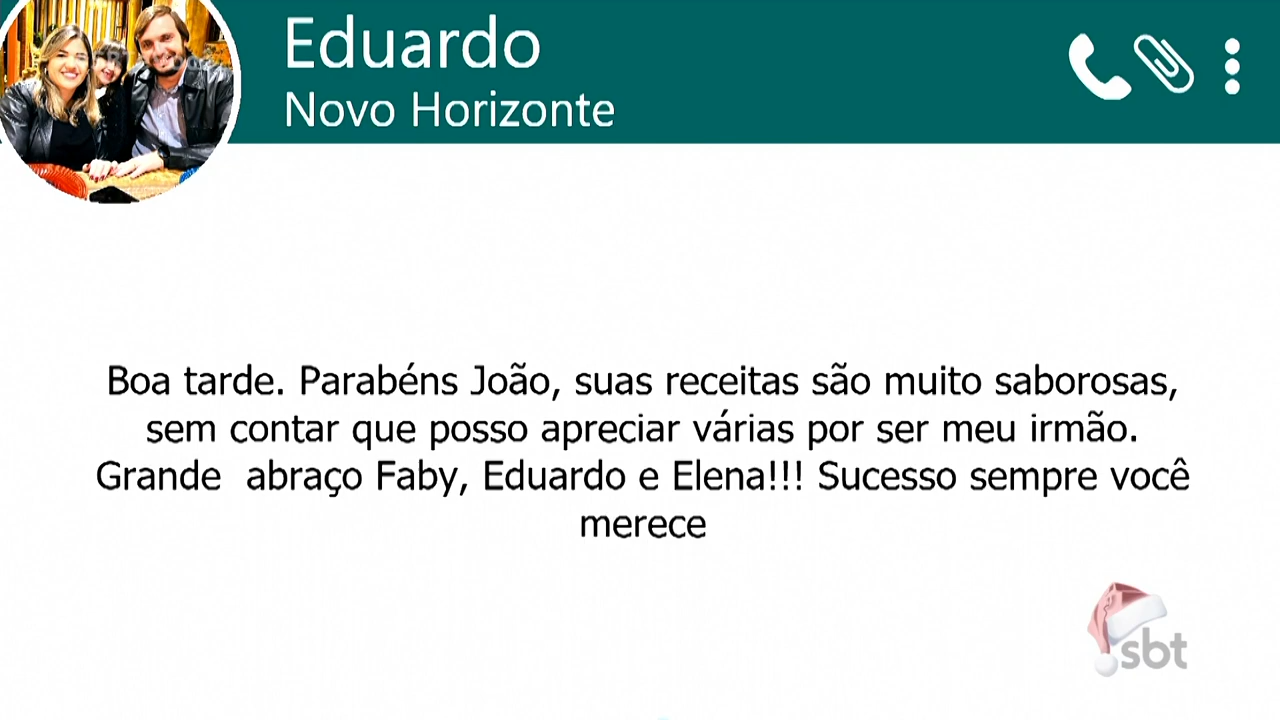 Eduardo
Novo Horizonte
Boa tarde. Parabéns João, suas receitas são muito saborosas,
sem contar que posso apreciar várias por ser meu irmão.
Grande  abraço Faby, Eduardo e Elena!!! Sucesso sempre você
merece
sbt